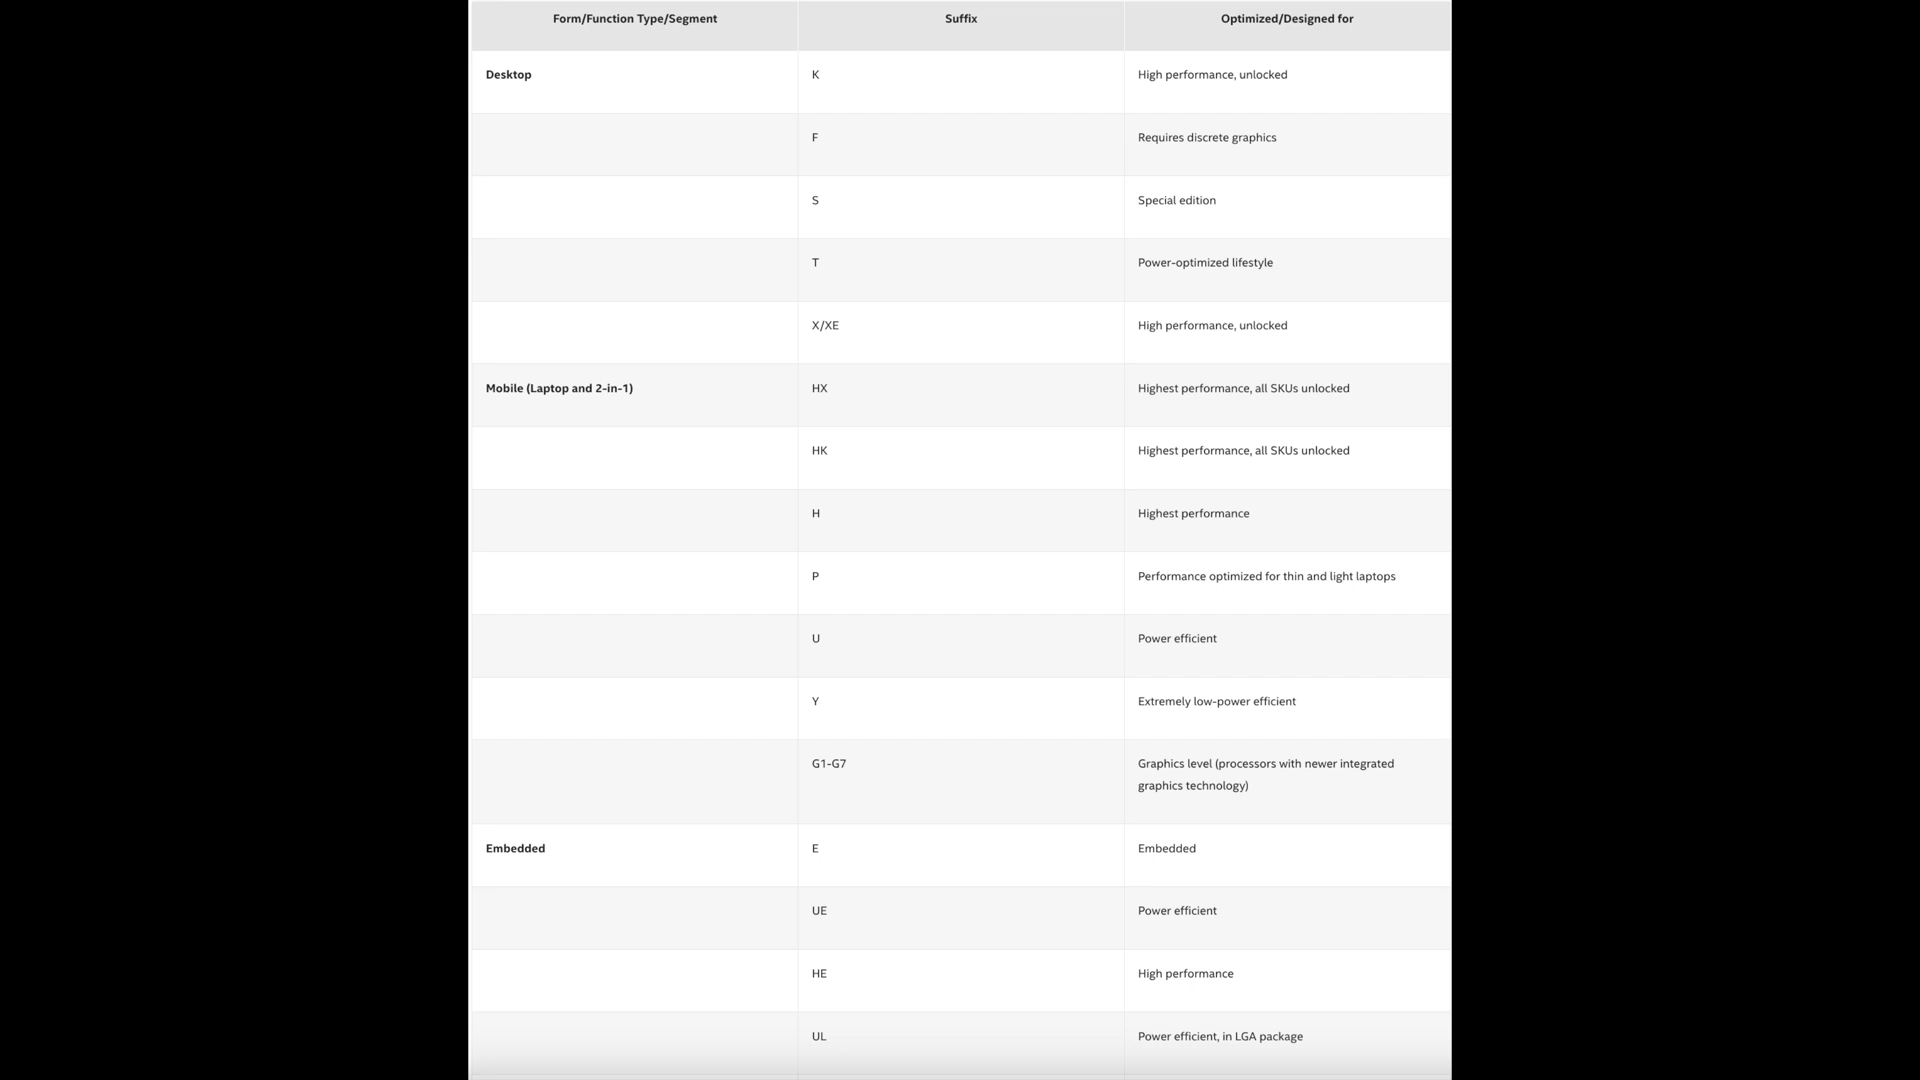 Form/Function Type/Segment Suffix Optimized/Designed for
Desktop K High performance, unlocked
F Requires discrete graphics
S Special edition
T Power-optimized lifestyle
X/XE High performance, unlocked
Mobile (Laptop and 2-in-1) HX Highest performance, all SKUs unlocked
HK Highest performance, all SKUs unlocked
H Highest performance
P Performance optimized for thin and light laptops
U Power efficient
Y Extremely low-power efficient
G1-G7 Graphics level (processors with newer integrated
graphics technology)
Embedded E Embedded
UE Power efficient
HE High performance
UL Power efficient, in LGA package